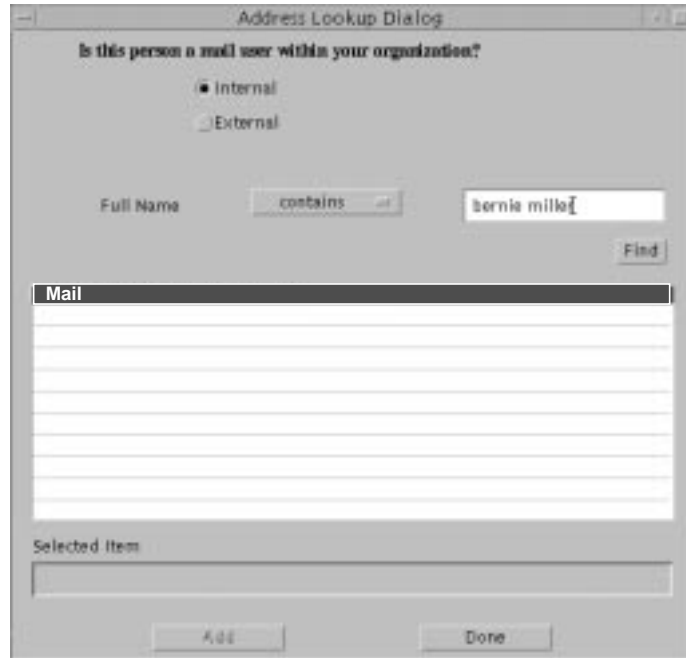 Address Lookup Dialog
Is this person a mail user within your organization?
Internal
External
Full Name contains bernie miller
Find
Mail
Selected Item
Add Done